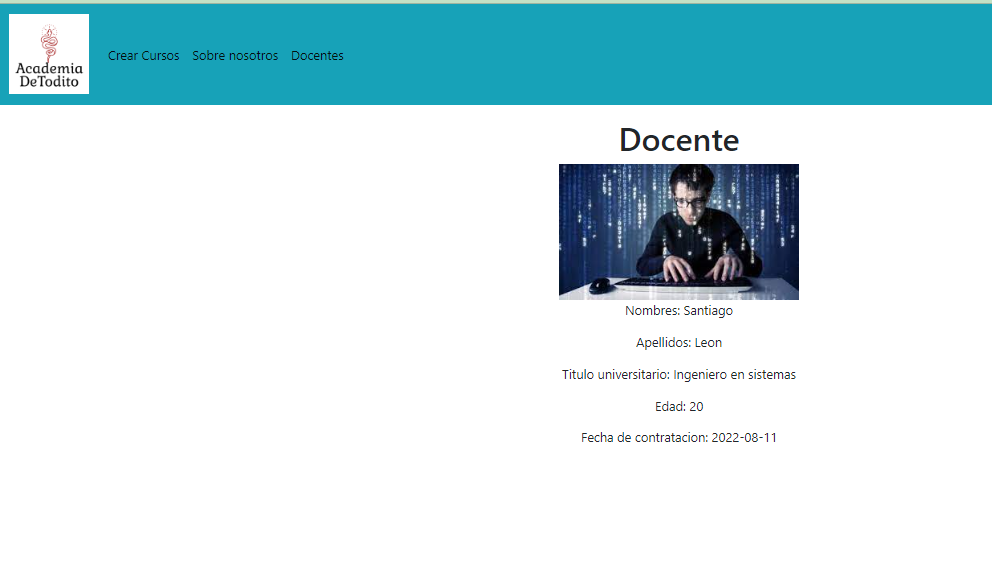 Academia
DeTodito
Crear Cursos Sobre nosotros Docentes
Docente
Nombres: Santiago
Apellidos: Leon
Titulo universitario: Ingeniero en sistemas
Edad: 20
Fecha de contratacion: 2022-08-11